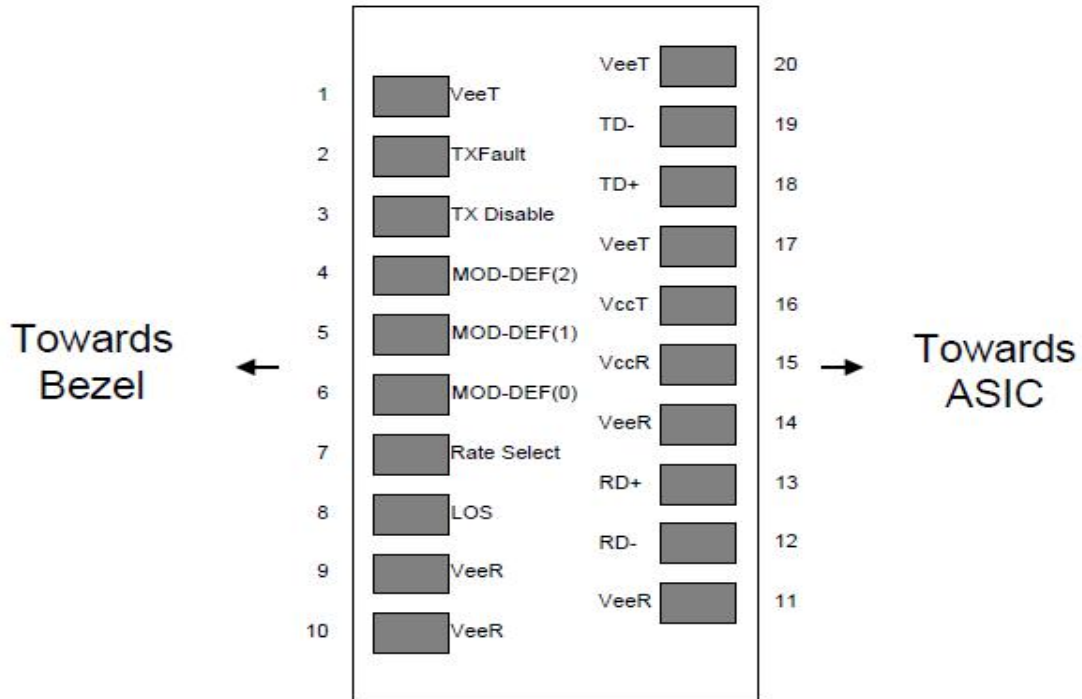 1 VeeT
2 TXFault
3 TX Disable
4 MOD-DEF(2)
5 MOD-DEF(1)
6 MOD-DEF(0)
7 Rate Select
8 LOS
9 VeeR
10 VeeR
VeeT 20
TD- 19
TD+ 18
VeeT 17
VccT 16
VccR 15
VeeR 14
RD+ 13
RD- 12
VeeR 11
Towards
Bezel
Towards
ASIC